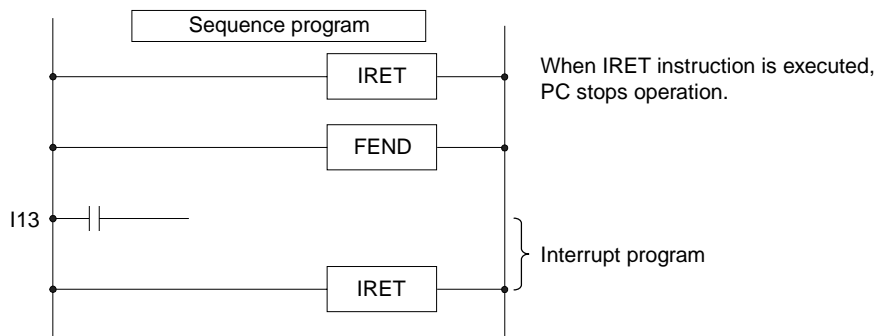 Sequence program
IRET
When IRET instruction is executed,
PC stops operation.
FEND
I13
Interrupt program
IRET